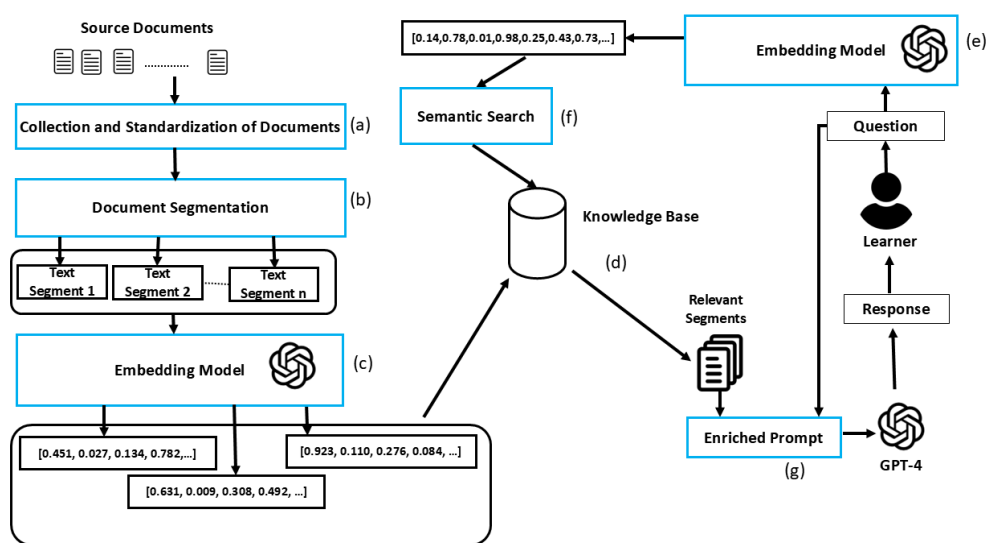 Source Documents
Collection and Standardization of Documents
(a)
Document Segmentation
(b)
Text
Segment 1
Text
Segment 2
Text
Segment n
Embedding Model
(c)
[0.451, 0.027, 0.134, 0.782,...]
[0.923, 0.110, 0.276, 0.084, ...]
[0.631, 0.009, 0.308, 0.492, ...]
[0.14,0.78,0.01,0.98,0.25,0.43,0.73,...]
Embedding Model
(e)
Semantic Search
(f)
Question
Knowledge Base
(d)
Learner
Relevant
Segments
Response
Enriched Prompt
(g)
GPT-4